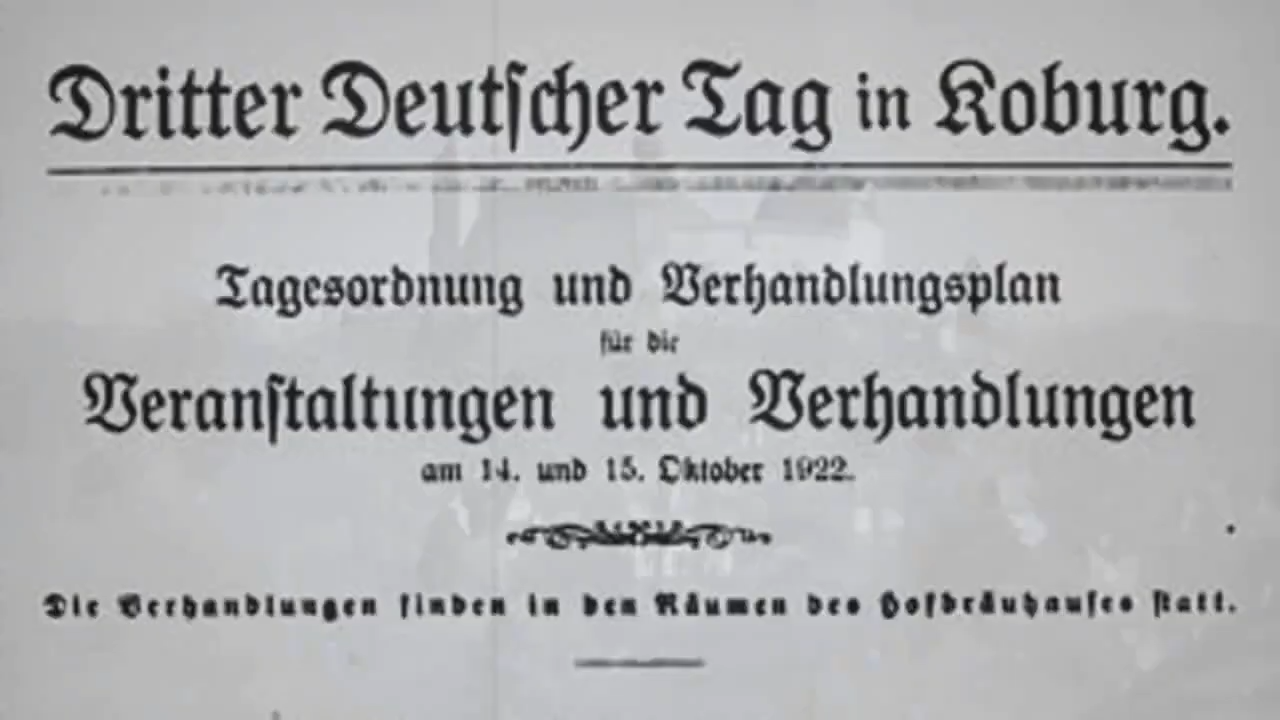 Dritter Deutscher Tag in Koburg.
Tagesordnung und Verhandlungsplan
für die
Veranstaltungen und Verhandlungen
am 14. und 15. Oktober 1922.
Die Verhandlungen finden in den Räumen des Hofbräuhauses statt.